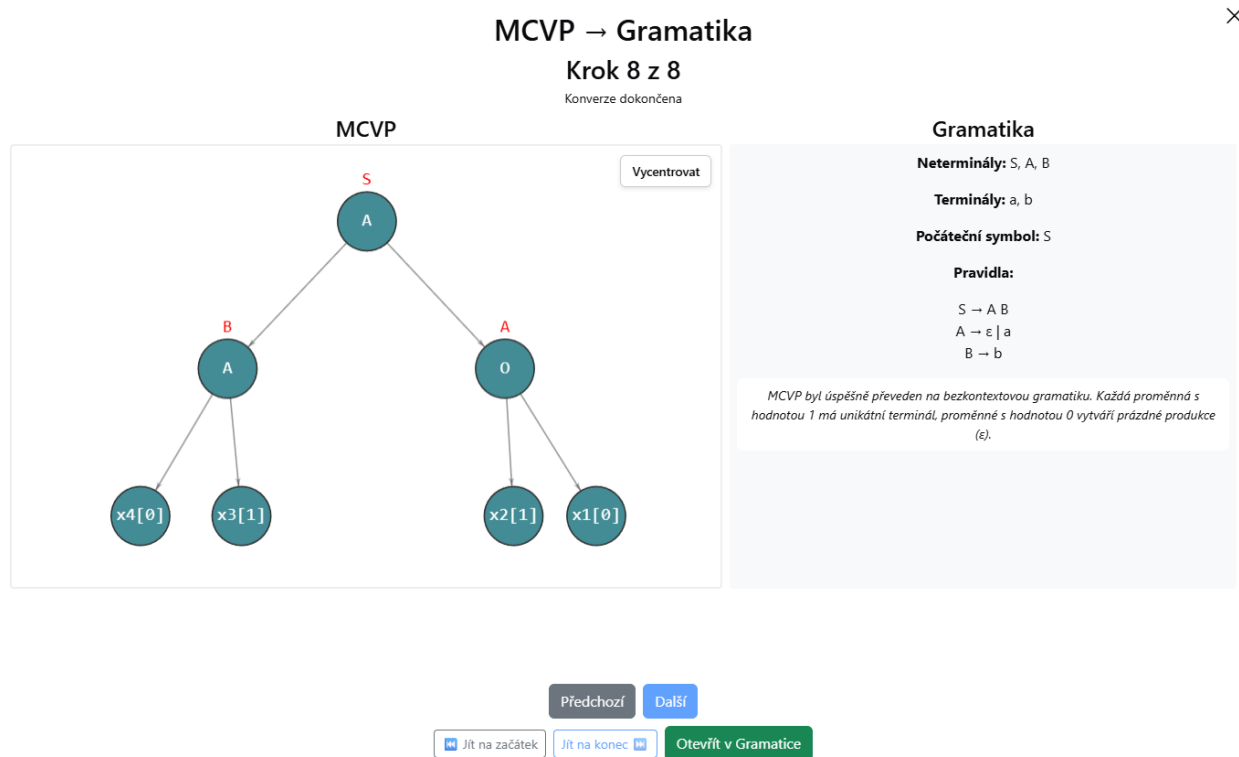 MCVP → Gramatika
Krok 8 z 8
Konverze dokončena
MCVP
Vycentrovat
S
A
B
A
A
O
x4[0]
x3[1]
x2[1]
x1[0]
Gramatika
Neterminály: S, A, B
Terminály: a, b
Počáteční symbol: S
Pravidla:
S → A B
A → ε | a
B → b
MCVP byl úspěšně převeden na bezkontextovou gramatiku. Každá proměnná s
hodnotou 1 má unikátní terminál, proměnné s hodnotou 0 vytváří prázdné produkce
(ε).
Předchozí
Další
⏮ Jít na začátek
Jít na konec ⏭
Otevřít v Gramatice